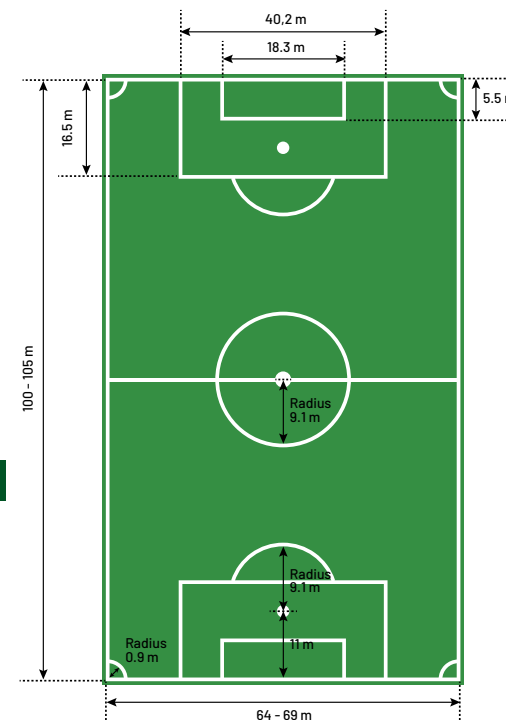 40,2 m
18.3 m
5.5 m
16.5 m
100 - 105 m
Radius
9.1 m
Radius
9.1 m
11 m
Radius
0.9 m
64 - 69 m